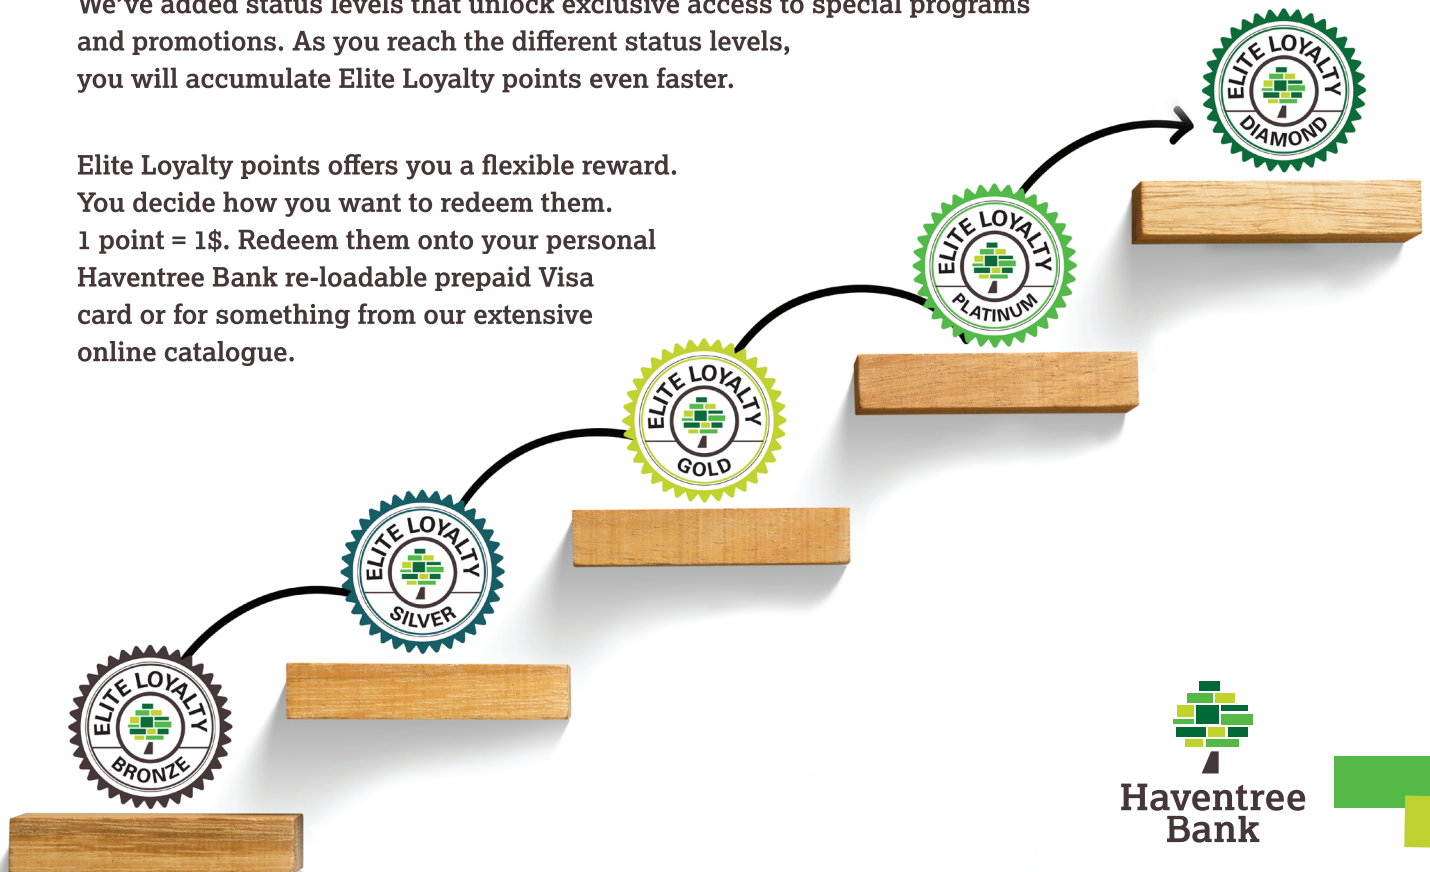 We've added status levels that unlock exclusive access to special programs
and promotions. As you reach the different status levels,
you will accumulate Elite Loyalty points even faster.
Elite Loyalty points offers you a flexible reward.
You decide how you want to redeem them.
1 point = 1$. Redeem them onto your personal
Haventree Bank re-loadable prepaid Visa
card or for something from our extensive
online catalogue.
ELITE LOYALTY
DIAMOND
ELITE LOYALTY
PLATINUM
ELITE LOYALTY
GOLD
ELITE LOYALTY
SILVER
ELITE LOYALTY
BRONZE
Haventree
Bank